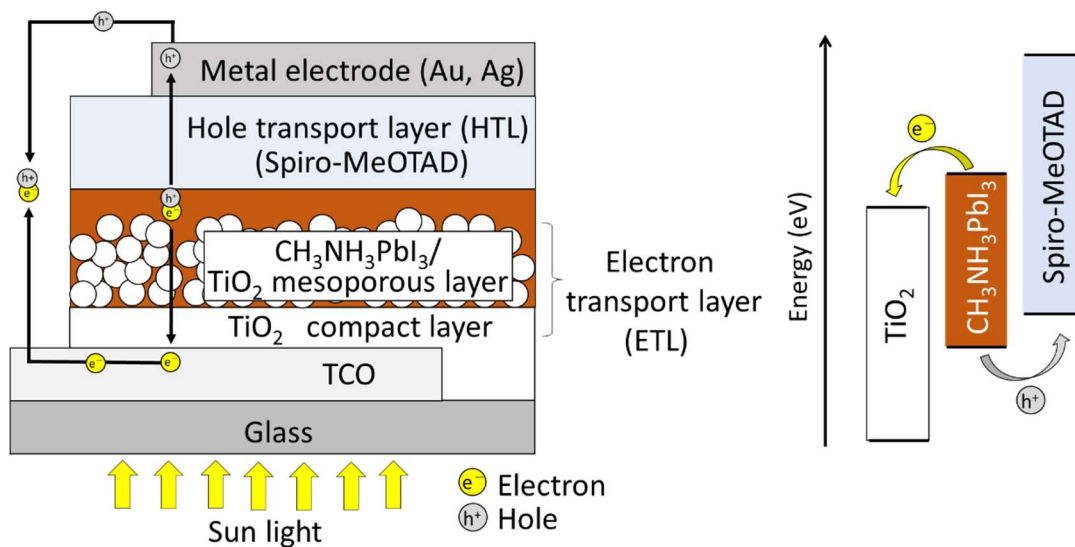 h⁺
h⁺
Metal electrode (Au, Ag)
Hole transport layer (HTL)
(Spiro-MeOTAD)
h+
e⁻
h⁺
e⁻
CH₃NH₃PbI₃/
TiO₂ mesoporous layer
TiO₂ compact layer
e⁻
e⁻
TCO
Glass
Sun light
e⁻ Electron
h⁺ Hole
Electron
transport layer
(ETL)
Energy (eV)
e⁻
TiO₂
CH₃NH₃PbI₃
Spiro-MeOTAD
h⁺